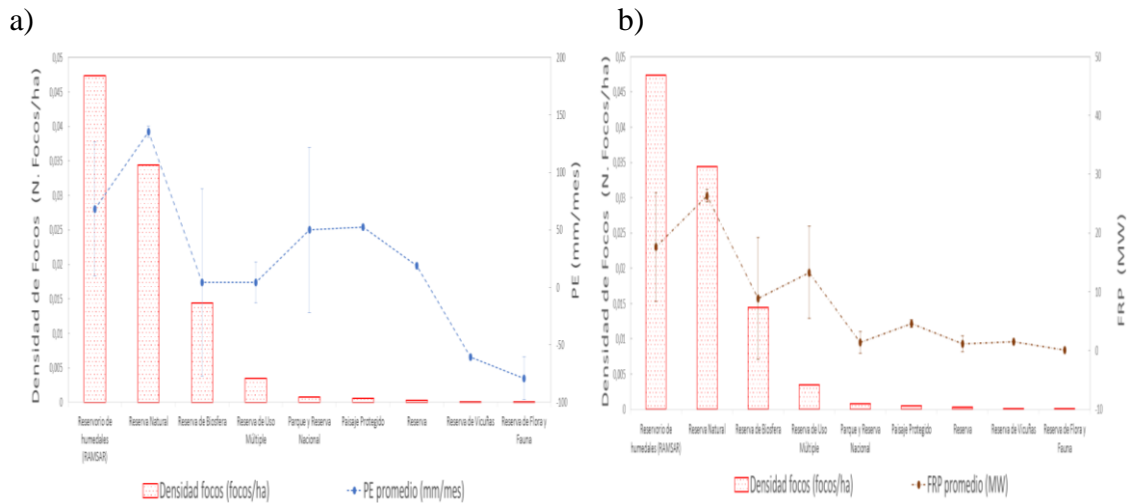 a)
Densidad de Focos (N. Focos/ha)
0,05
0,045
0,04
0,035
0,03
0,025
0,02
0,015
0,01
0,005
0
200
150
100
50
0
-50
-100
PE (mm/mes)
Reservorio de
humedales
(RAMSAR)
Reserva Natural
Reserva de Biosfera
Reserva de Uso
Múltiple
Parque y Reserva
Nacional
Paisaje Protegido
Reserva
Reserva de Vicuñas
Reserva de Flora y
Fauna
Densidad focos (focos/ha)
PE promedio (mm/mes)
b)
Densidad de Focos (N. Focos/ha)
0,05
0,045
0,04
0,035
0,03
0,025
0,02
0,015
0,01
0,005
0
50
40
30
20
10
0
-10
FRP (MW)
Reservorio de
humedales (RAMSAR)
Reserva Natural
Reserva de Biosfera
Reserva de Uso
Múltiple
Parque y Reserva
Nacional
Paisaje Protegido
Reserva
Reserva de Vicuñas
Reserva de Flora y
Fauna
Densidad focos (focos/ha)
FRP promedio (MW)